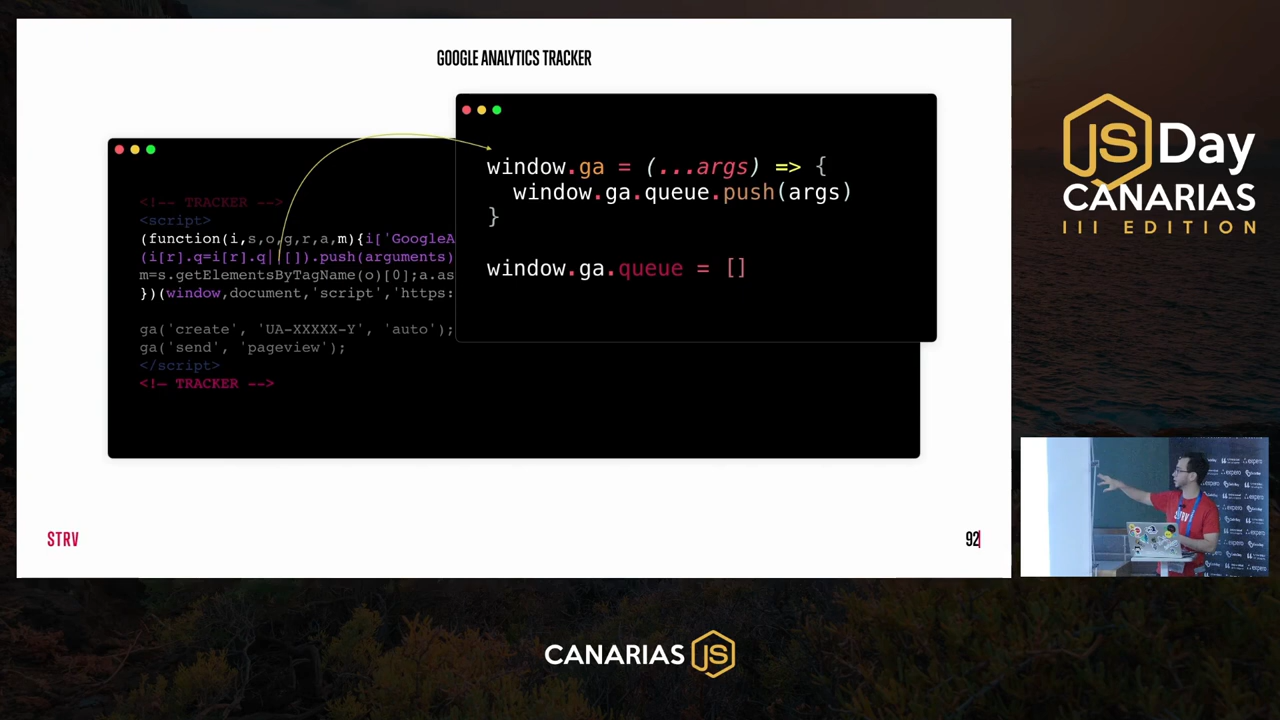 GOOGLE ANALYTICS TRACKER
<!-- TRACKER -->
<script>
(function(i,s,o,g,r,a,m){i['GoogleA
(i[r].q=i[r].q||[]).push(arguments)
m=s.getElementsByTagName(o)[0];a.as
})(window,document,'script','https:
ga('create', 'UA-XXXXX-Y', 'auto');
ga('send', 'pageview');
</script>
<!— TRACKER -->
window.ga = (...args) => {
window.ga.queue.push(args)
}
window.ga.queue = []
STRV
92
JS Day
CANARIAS
III EDITION
STRV
CANARIAS JS